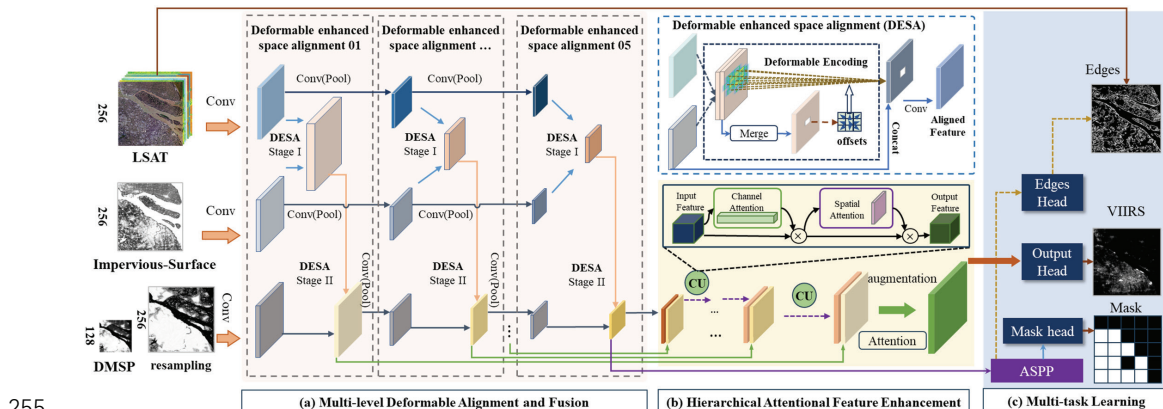 Deformable enhanced
space alignment 01
Deformable enhanced
space alignment ...
Deformable enhanced
space alignment 05
Deformable enhanced space alignment (DESA)
256
LSAT
Conv
Conv(Pool)
Conv(Pool)
DESA
Stage I
DESA
Stage I
DESA
Stage I
Deformable Encoding
Merge
offsets
Concat
Conv
Aligned
Feature
Edges
256
Impervious-Surface
Conv
Conv(Pool)
Conv(Pool)
Input
Feature
Channel
Attention
Spatial
Attention
Output
Feature
Edges
Head
VIIRS
DESA
Stage II
Conv(Pool)
DESA
Stage II
Conv(Pool)
DESA
Stage II
CU
...
...
CU
augmentation
Attention
Output
Head
Mask
128
DMSP
256
resampling
Conv
Mask head
ASPP
255
(a) Multi-level Deformable Alignment and Fusion
(b) Hierarchical Attentional Feature Enhancement
(c) Multi-task Learning